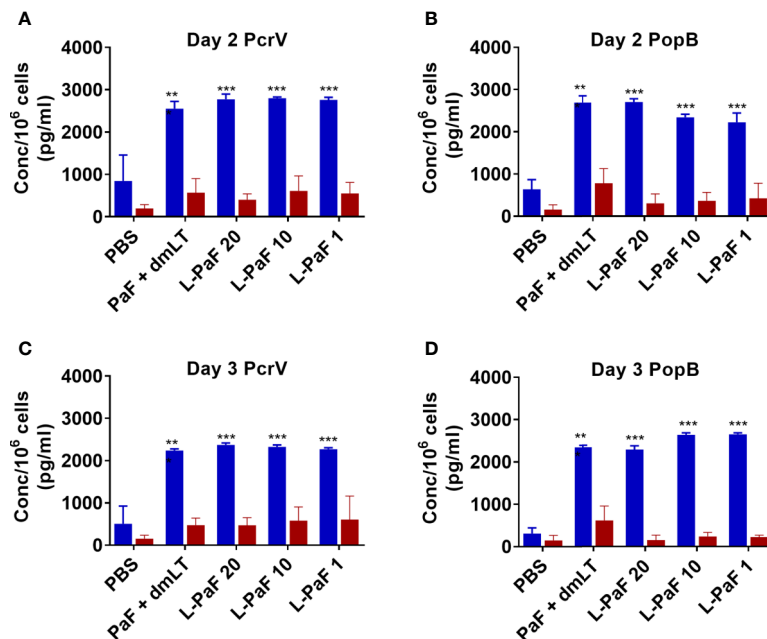 A
Day 2 PcrV
Conc/10⁶ cells
(pg/ml)
4000
3000
2000
1000
0
** *** *** ***
PBS
PaF + dmLT
L-PaF 20
L-PaF 10
L-PaF 1
B
Day 2 PopB
Conc/10⁶ cells
(pg/ml)
4000
3000
2000
1000
0
** *** *** ***
PBS
PaF + dmLT
L-PaF 20
L-PaF 10
L-PaF 1
C
Day 3 PcrV
Conc/10⁶ cells
(pg/ml)
4000
3000
2000
1000
0
** *** *** ***
PBS
PaF + dmLT
L-PaF 20
L-PaF 10
L-PaF 1
D
Day 3 PopB
Conc/10⁶ cells
(pg/ml)
4000
3000
2000
1000
0
** *** *** ***
PBS
PaF + dmLT
L-PaF 20
L-PaF 10
L-PaF 1